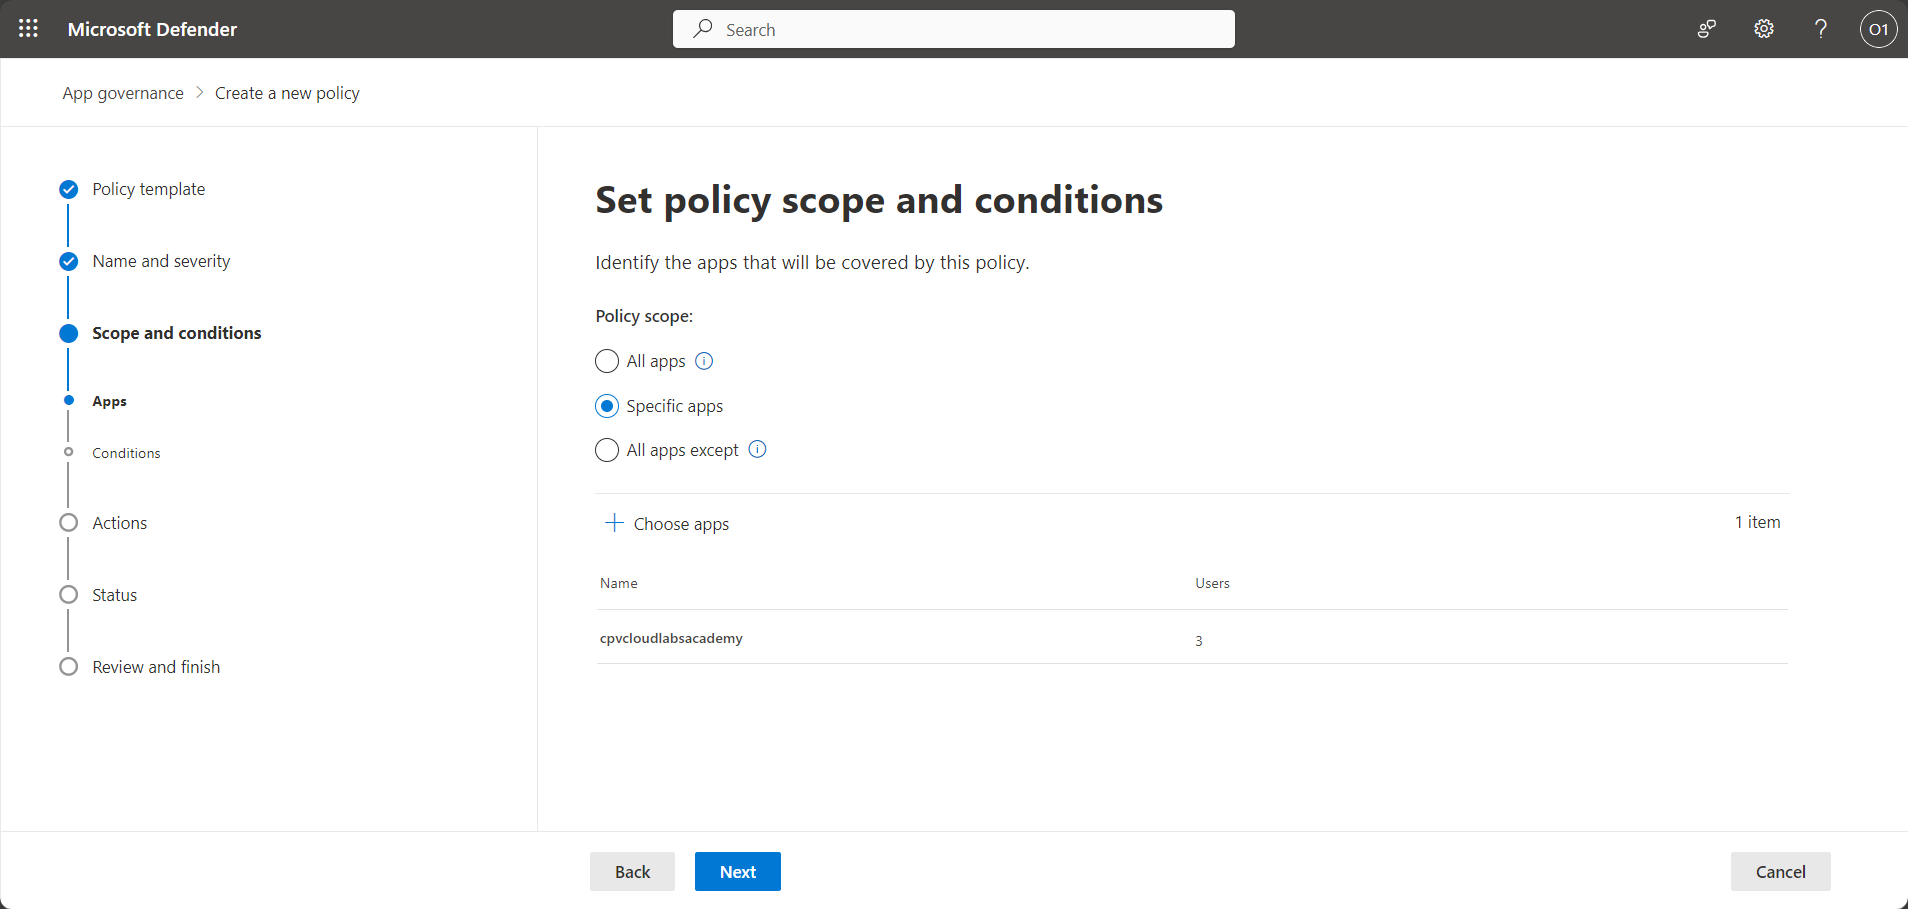 Microsoft Defender
Search
O1
App governance > Create a new policy
Policy template
Name and severity
Scope and conditions
Apps
Conditions
Actions
Status
Review and finish
Set policy scope and conditions
Identify the apps that will be covered by this policy.
Policy scope:
All apps
Specific apps
All apps except
Choose apps
1 item
Name Users
cpvcloudlabsacademy 3
Back Next Cancel